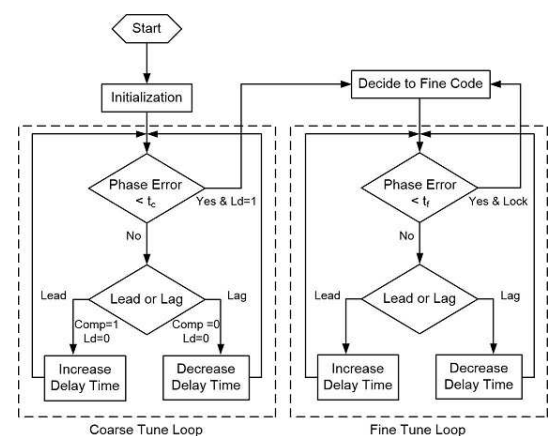 Start
Initialization
Decide to Fine Code
Phase Error
< tc
Yes & Ld=1
No
Lead or Lag
Lead
Lag
Comp=1
Ld=0
Comp =0
Ld=0
Increase
Delay Time
Decrease
Delay Time
Coarse Tune Loop
Phase Error
< tf
Yes & Lock
No
Lead or Lag
Lead
Lag
Increase
Delay Time
Decrease
Delay Time
Fine Tune Loop